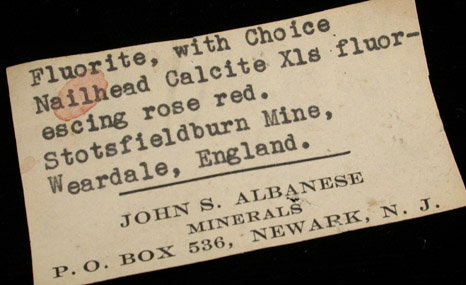 Fluorite, with Choice
Nailhead Calcite Xls fluor-
escing rose red.
Stotsfieldburn Mine,
Weardale, England.
JOHN S. ALBANESE
MINERALS
P. O. BOX 536, NEWARK, N. J.